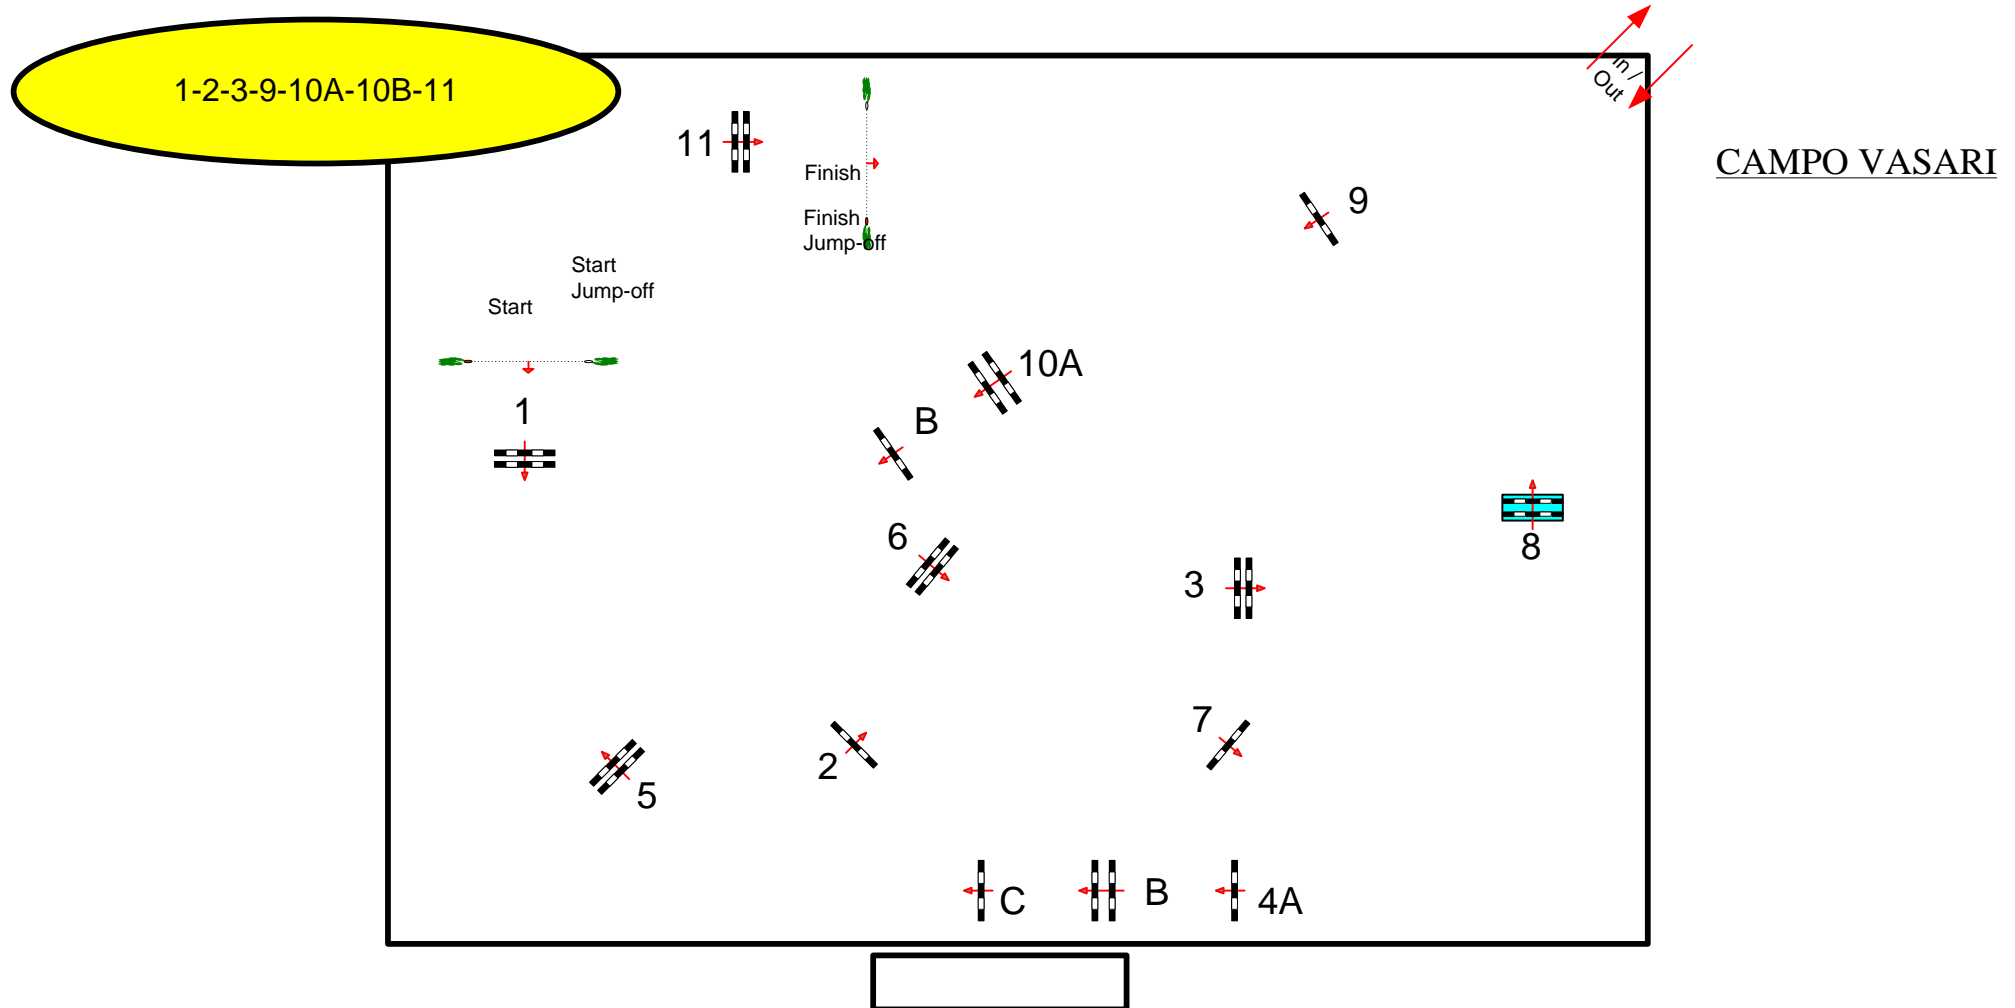 1-2-3-9-10A-10B-11
In /
Out
CAMPO VASARI
11
Finish
Finish
Jump-off
9
Start
Jump-off
Start
10A
1
B
6
8
3
7
2
5
C
B
4A